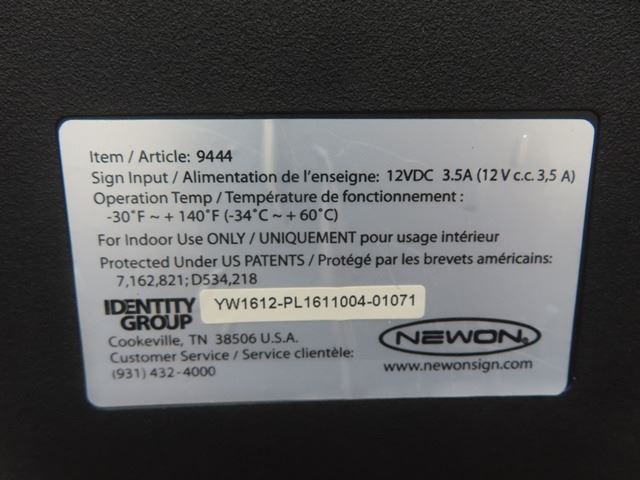 Item / Article: 9444
Sign Input / Alimentation de l'enseigne: 12VDC 3.5A (12 V c.c. 3,5 A)
Operation Temp / Température de fonctionnement :
-30˚F ~ + 140˚F (-34˚C ~ + 60˚C)
For Indoor Use ONLY / UNIQUEMENT pour usage intérieur
Protected Under US PATENTS / Protégé par les brevets américains:
7,162,821; D534,218
IDENTITY
GROUP
YW1612-PL1611004-01071
Cookeville, TN 38506 U.S.A.
Customer Service / Service clientèle:
(931) 432-4000
NEWON®
www.newonsign.com